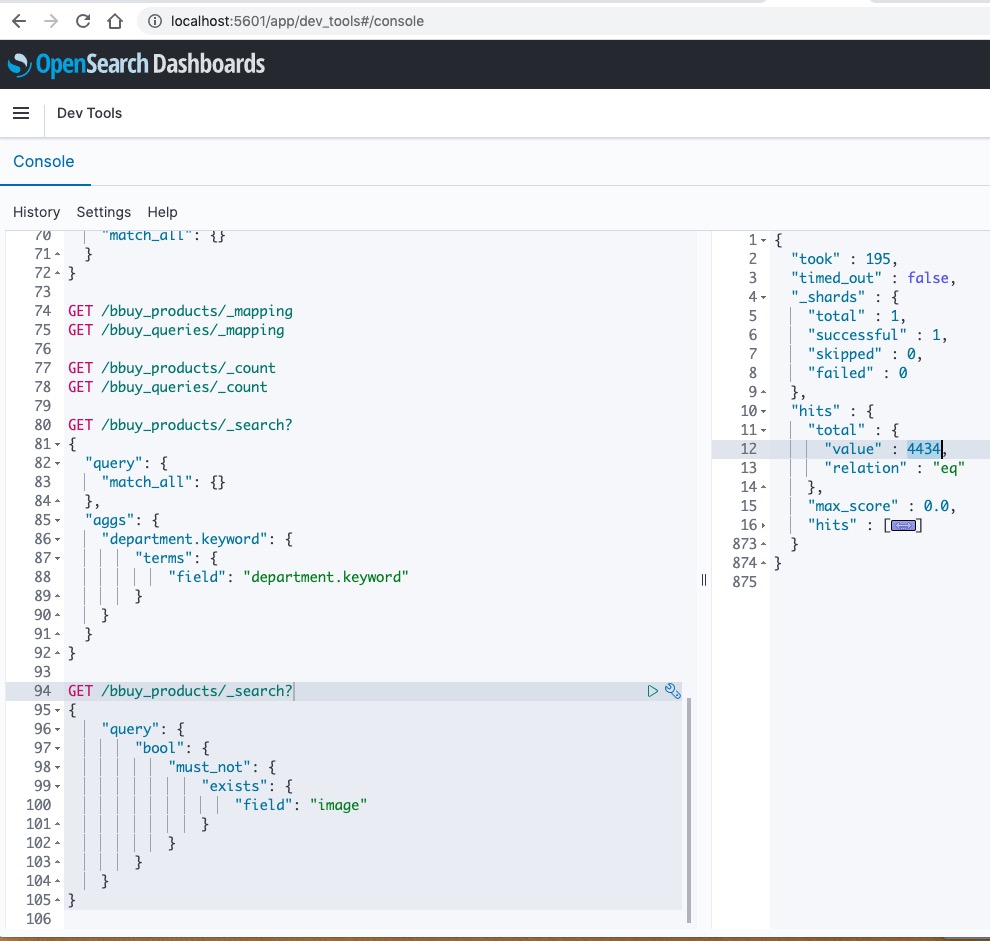 localhost:5601/app/dev_tools#/console
OpenSearch Dashboards
Dev Tools
Console
History Settings Help
70 "match_all": {}
71 }
72 }
73
74 GET /bbuy_products/_mapping
75 GET /bbuy_queries/_mapping
76
77 GET /bbuy_products/_count
78 GET /bbuy_queries/_count
79
80 GET /bbuy_products/_search?
81 {
82 "query": {
83 "match_all": {}
84 },
85 "aggs": {
86 "department.keyword": {
87 "terms": {
88 "field": "department.keyword"
89 }
90 }
91 }
92 }
93
94 GET /bbuy_products/_search?
95 {
96 "query": {
97 "bool": {
98 "must_not": {
99 "exists": {
100 "field": "image"
101 }
102 }
103 }
104 }
105 }
106
1 {
2 "took" : 195,
3 "timed_out" : false,
4 "_shards" : {
5 "total" : 1,
6 "successful" : 1,
7 "skipped" : 0,
8 "failed" : 0
9 },
10 "hits" : {
11 "total" : {
12 "value" : 4434,
13 "relation" : "eq"
14 },
15 "max_score" : 0.0,
16 "hits" : []
873 }
874 }
875